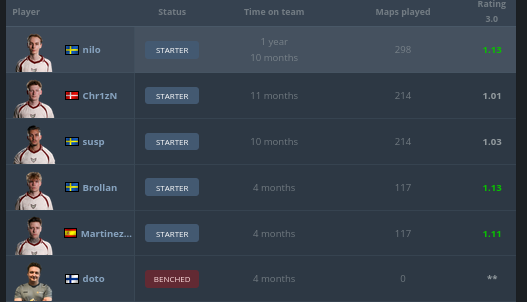 Player Status Time on team Maps played Rating 3.0
nilo STARTER 1 year 10 months 298 1.13
Chr1zN STARTER 11 months 214 1.01
susp STARTER 10 months 214 1.03
Brollan STARTER 4 months 117 1.13
Martinez... STARTER 4 months 117 1.11
doto BENCHED 4 months 0 **